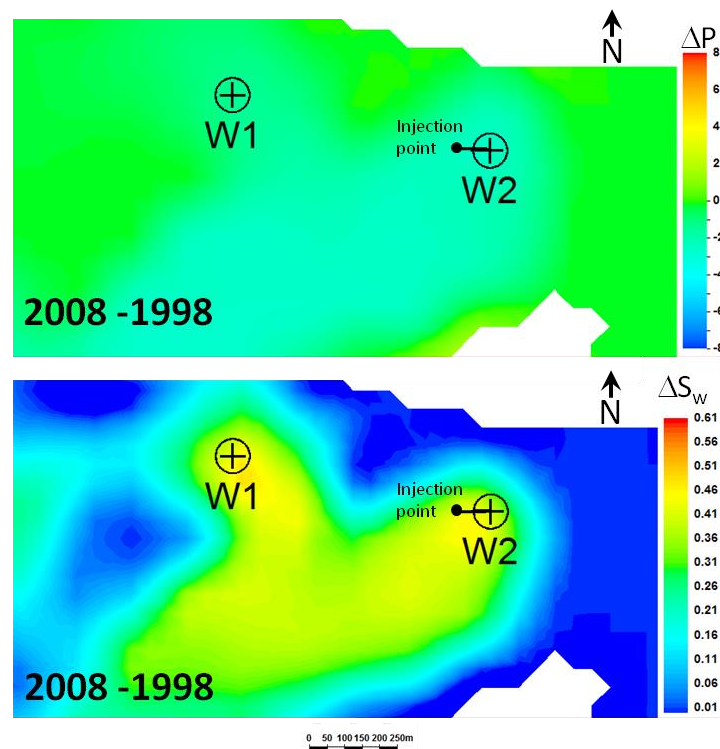 N
ΔP
8
6
4
2
0
-2
-4
-6
-8
W1
Injection
point
W2
2008 -1998
N
ΔSw
0.61
0.56
0.51
0.46
0.41
0.36
0.31
0.26
0.21
0.16
0.11
0.06
0.01
W1
Injection
point
W2
2008 -1998
0 50 100 150 200 250m